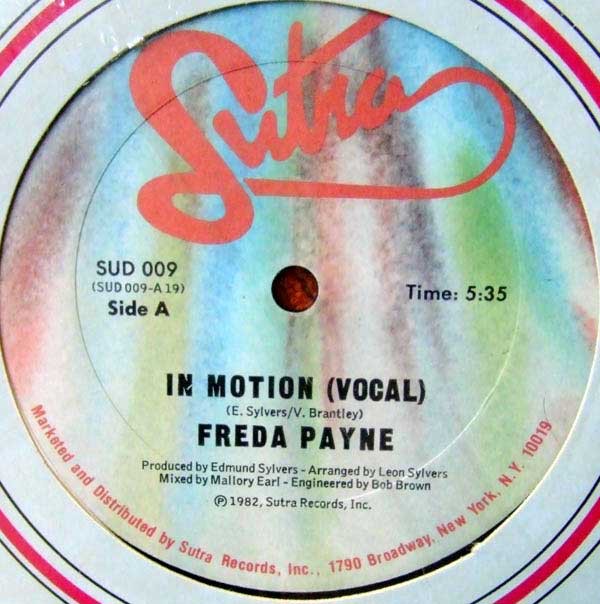 Sutra
SUD 009
(SUD 009-A19)
Side A
Time: 5:35
IN MOTION (VOCAL)
(E. Sylvers/V. Brantley)
FREDA PAYNE
Produced by Edmund Sylvers - Arranged by Leon Sylvers
Mixed by Mallory Earl - Engineered by Bob Brown
℗ 1982, Sutra Records, Inc.
Marketed and Distributed by Sutra Records, Inc., 1790 Broadway, New York, N.Y. 10019